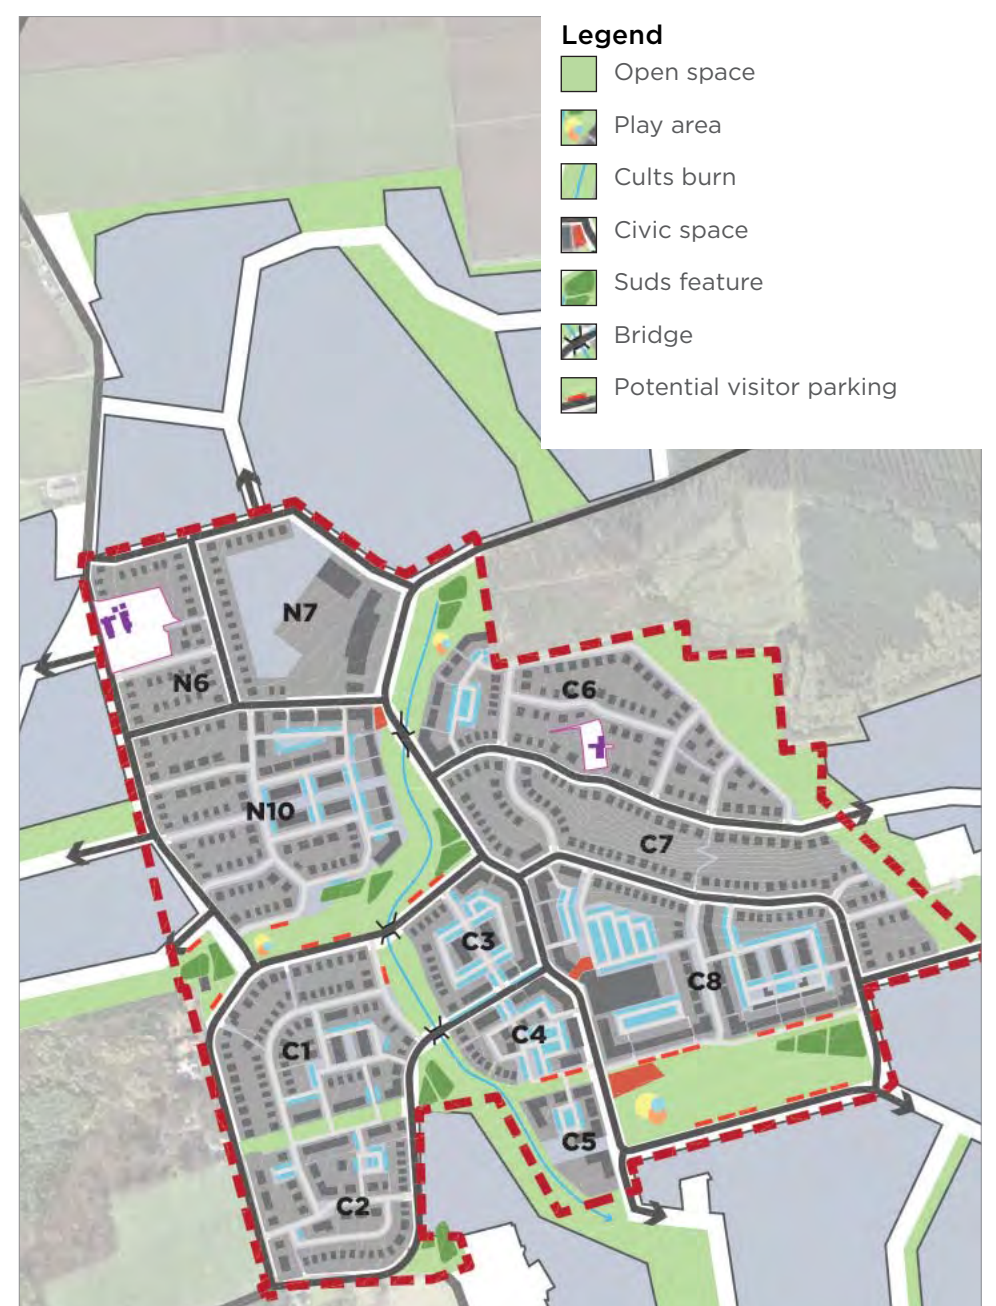 Legend
Open space
Play area
Cults burn
Civic space
Suds feature
Bridge
Potential visitor parking
N7
N6
C6
N10
C7
C3
C8
C4
C1
C5
C2